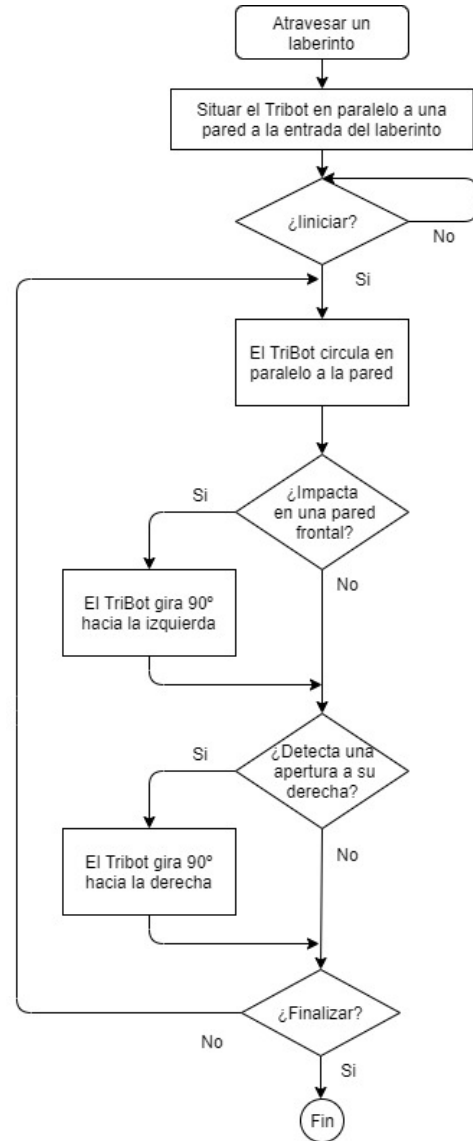 Atravesar un
laberinto
Situar el Tribot en paralelo a una
pared a la entrada del laberinto
¿Iiniciar?
No
Si
El TriBot circula en
paralelo a la pared
¿Impacta
en una pared
frontal?
Si
No
El TriBot gira 90º
hacia la izquierda
¿Detecta una
apertura a su
derecha?
Si
No
El Tribot gira 90º
hacia la derecha
¿Finalizar?
No
Si
Fin